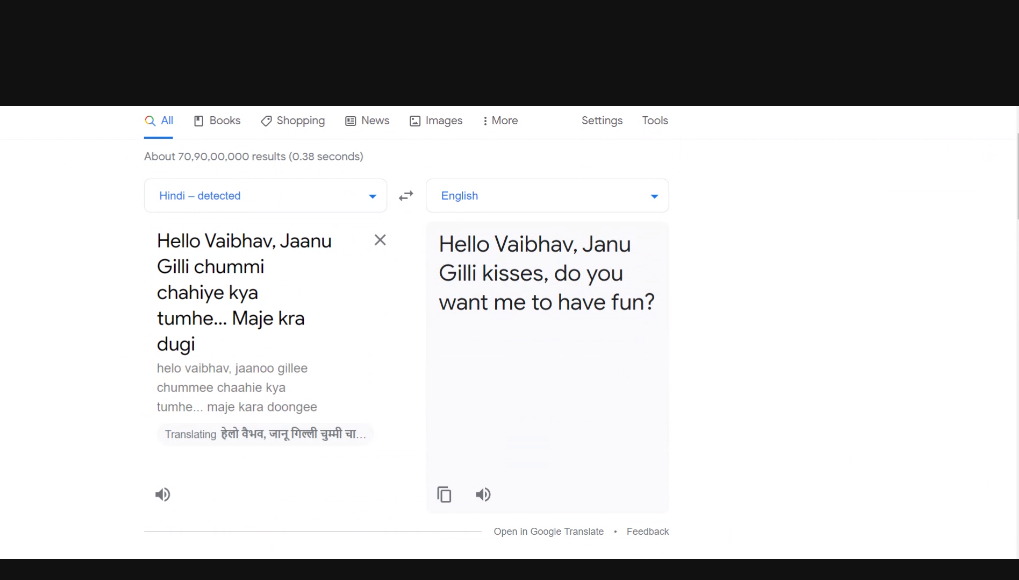 All Books Shopping News Images More Settings Tools
About 70,90,00,000 results (0.38 seconds)
Hindi – detected
English
Hello Vaibhav, Jaanu
Gilli chummi
chahiye kya
tumhe... Maje kra
dugi
helo vaibhav, jaanoo gillee
chummee chaahie kya
tumhe... maje kara doongee
Translating हेलो वैभव, जानू गिल्ली चुम्मी चा...
Hello Vaibhav, Janu
Gilli kisses, do you
want me to have fun?
Open in Google Translate • Feedback